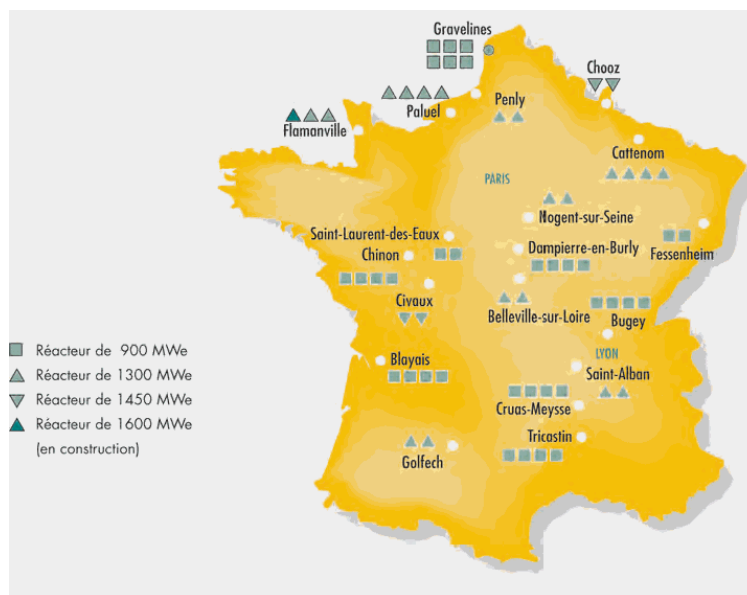 Gravelines
Chooz
Paluel
Penly
Flamanville
Cattenom
PARIS
Nogent-sur-Seine
Saint-Laurent-des-Eaux
Dampierre-en-Burly
Fessenheim
Chinon
Civaux
Belleville-sur-Loire
Bugey
Réacteur de 900 MWe
Réacteur de 1300 MWe
Réacteur de 1450 MWe
Réacteur de 1600 MWe
(en construction)
Blayais
LYON
Saint-Alban
Cruas-Meysse
Tricastin
Golfech